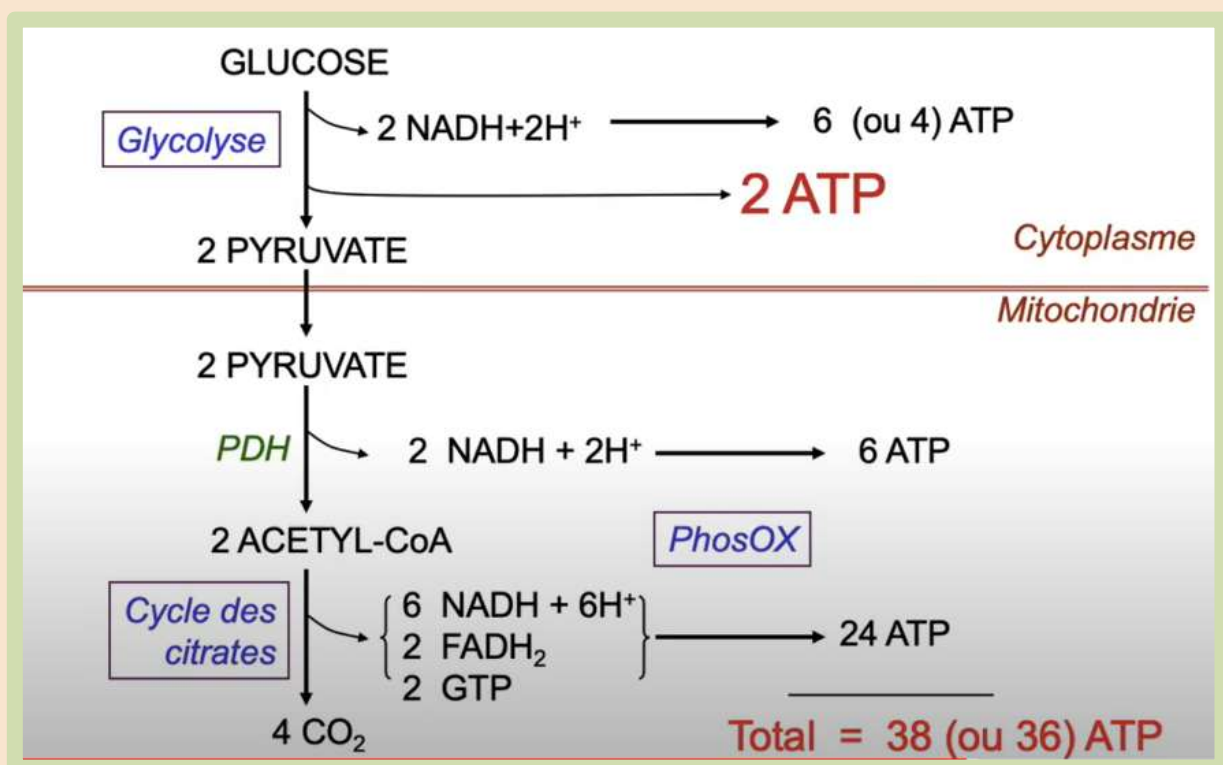 GLUCOSE
Glycolyse
2 NADH+2H⁺
6 (ou 4) ATP
2 ATP
2 PYRUVATE
Cytoplasme
Mitochondrie
2 PYRUVATE
PDH
2 NADH + 2H⁺
6 ATP
2 ACETYL-CoA
PhosOX
Cycle des
citrates
6 NADH + 6H⁺
2 FADH₂
2 GTP
24 ATP
4 CO₂
Total = 38 (ou 36) ATP